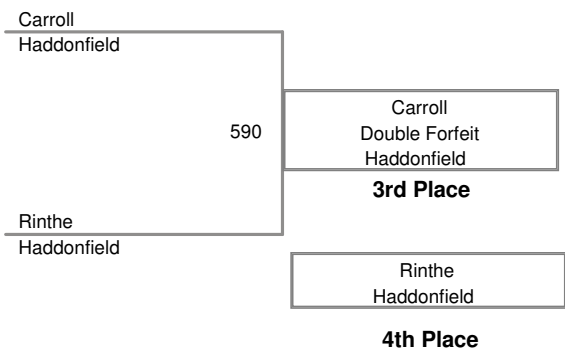 Carroll
Haddonfield
590
Carroll
Double Forfeit
Haddonfield
3rd Place
Rinthe
Haddonfield
Rinthe
Haddonfield
4th Place